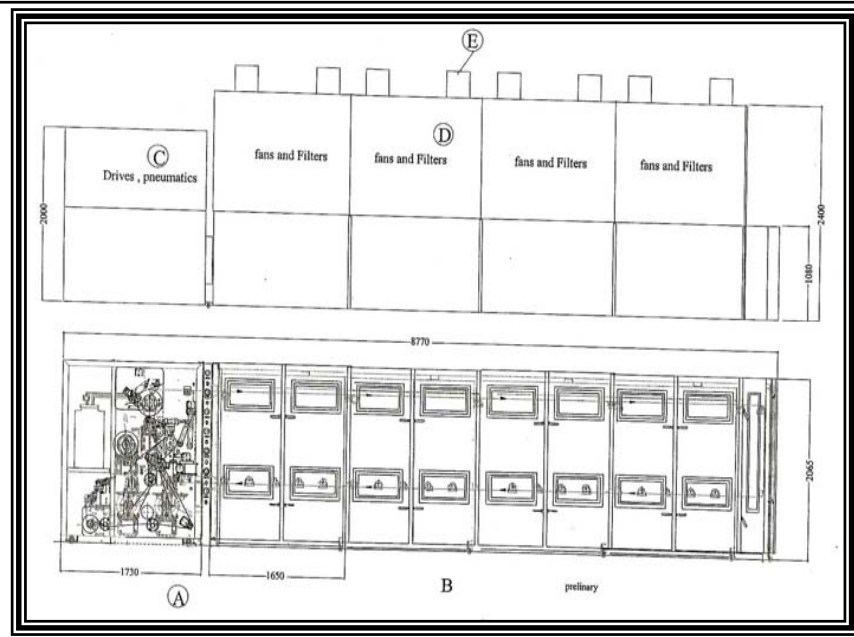 E
C
D
Drives , pneumatics
fans and Filters
fans and Filters
fans and Filters
fans and Filters
2000
2400
1080
8770
2065
1730
1650
A
B
prelinary